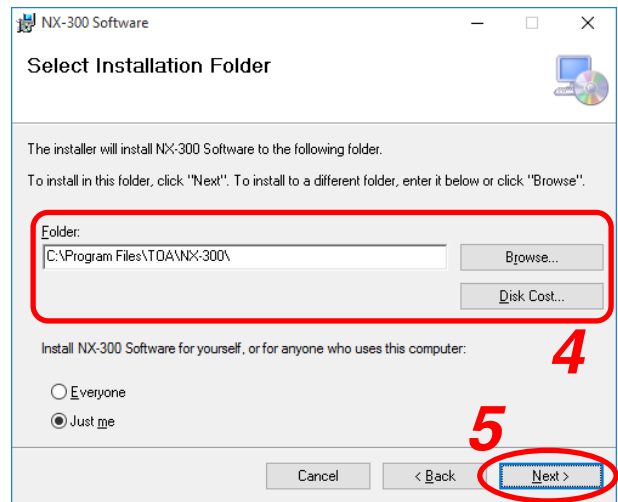 NX-300 Software
Select Installation Folder
The installer will install NX-300 Software to the following folder.
To install in this folder, click "Next". To install to a different folder, enter it below or click "Browse".
Folder:
C:\Program Files\TOA\NX-300\
Browse...
Disk Cost...
4
Install NX-300 Software for yourself, or for anyone who uses this computer:
Everyone
Just me
5
Cancel < Back Next >